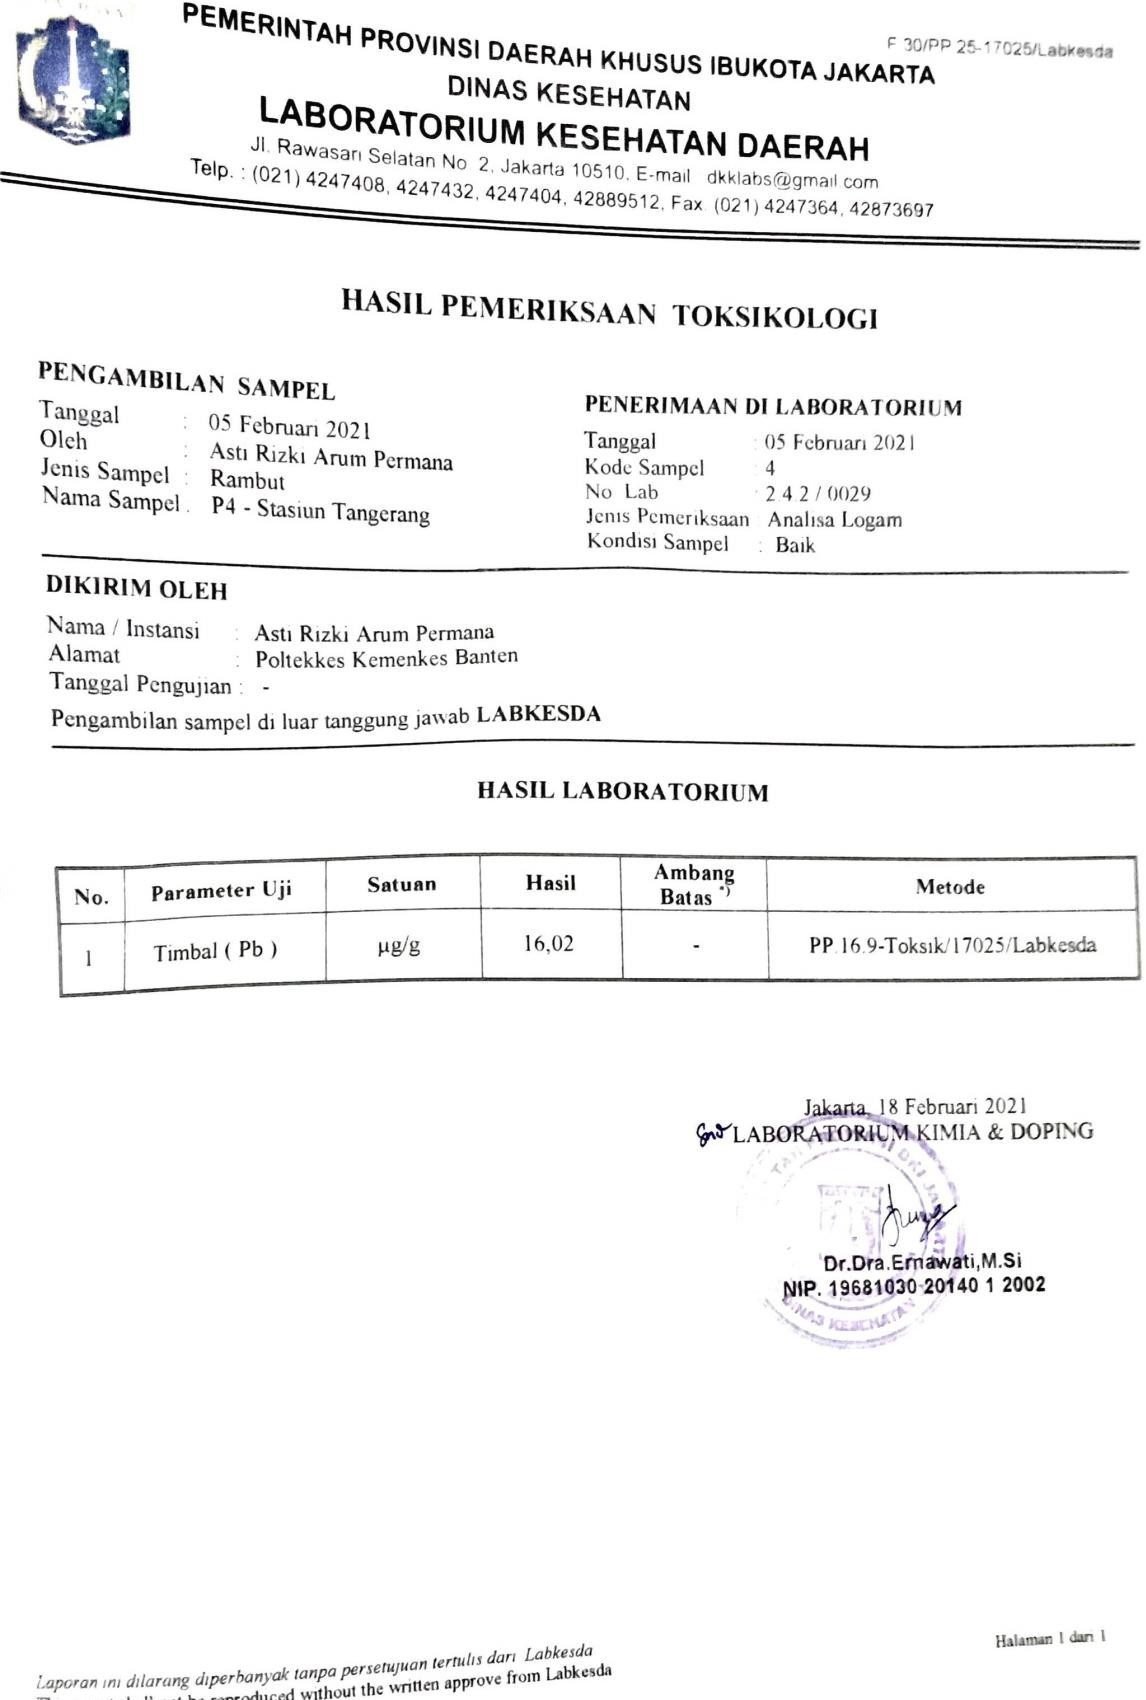 F 30/PP 25-17025/Labkesda
PEMERINTAH PROVINSI DAERAH KHUSUS IBUKOTA JAKARTA
DINAS KESEHATAN
LABORATORIUM KESEHATAN DAERAH
Jl. Rawasari Selatan No 2, Jakarta 10510, E-mail dkklabs@gmail com
Telp. : (021) 4247408, 4247432, 4247404, 42889512, Fax. (021) 4247364, 42873697
HASIL PEMERIKSAAN TOKSIKOLOGI
PENGAMBILAN SAMPEL
Tanggal : 05 Februari 2021
Oleh : Asti Rizki Arum Permana
Jenis Sampel : Rambut
Nama Sampel . P4 - Stasiun Tangerang
PENERIMAAN DI LABORATORIUM
Tanggal : 05 Februari 2021
Kode Sampel : 4
No Lab : 2 4.2 / 0029
Jenis Pemeriksaan Analisa Logam
Kondisi Sampel : Baik
DIKIRIM OLEH
Nama / Instansi : Asti Rizki Arum Permana
Alamat : Poltekkes Kemenkes Banten
Tanggal Pengujian : -
Pengambilan sampel di luar tanggung jawab LABKESDA
HASIL LABORATORIUM
No. Parameter Uji Satuan Hasil Ambang Batas *) Metode
1 Timbal ( Pb ) µg/g 16,02 - PP.16.9-Toksik/17025/Labkesda
Jakarta, 18 Februari 2021
LABORATORIUM KIMIA & DOPING
DKI JAKARTA
DINAS KESEHATAN
Dr.Dra.Ernawati,M.Si
NIP. 19681030 20140 1 2002
Halaman 1 dari 1
Laporan ini dilarang diperbanyak tanpa persetujuan tertulis dari Labkesda
reproduced without the written approve from Labkesda